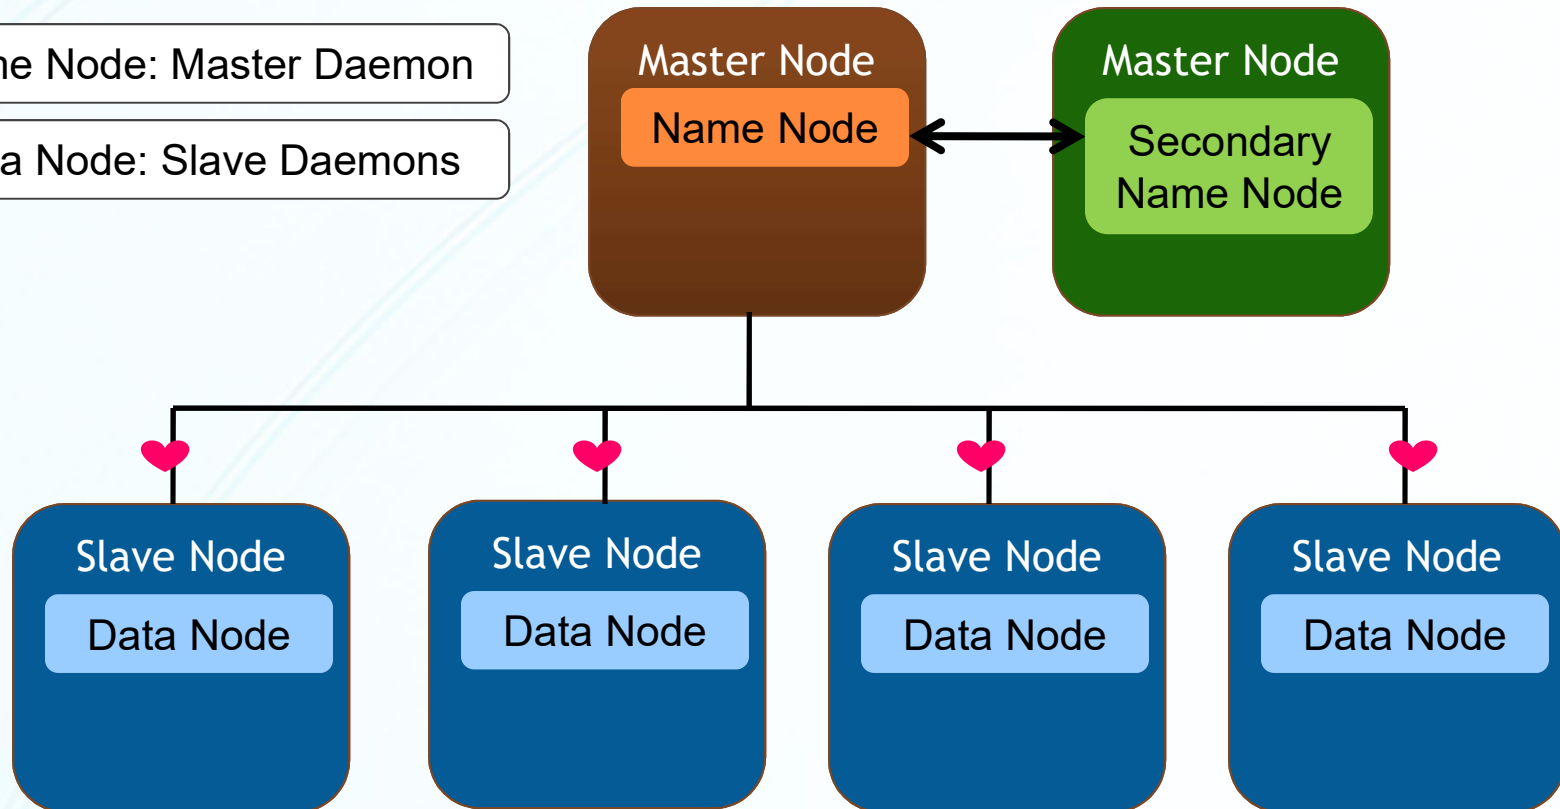 ne Node: Master Daemon
a Node: Slave Daemons
Master Node
Name Node
Master Node
Secondary
Name Node
Slave Node
Data Node
Slave Node
Data Node
Slave Node
Data Node
Slave Node
Data Node